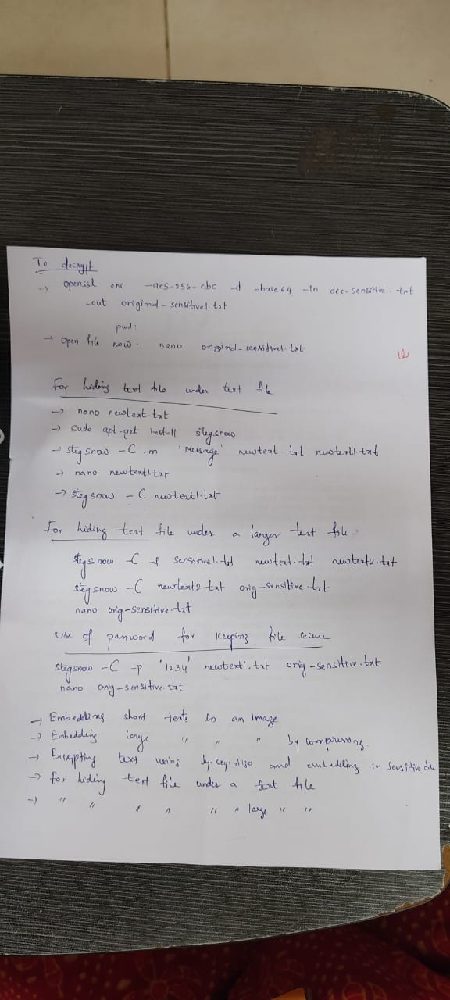 To decrypt
→ openssl enc -aes-256-cbc -d -base64 -in dec-sensitive1.txt
-out original-sensitive1.txt
pwd:
→ open file now. nano original-sensitive1.txt
For hiding text file under text file
→ nano newtext.txt
→ sudo apt-get install stegsnow
→ stegsnow -C -m 'message' newtext.txt newtext1.txt
→ nano newtext1.txt
→ stegsnow -C newtext1.txt
For hiding text file under a larger text file.
stegsnow -C -f sensitive1.txt newtext.txt newtext2.txt
stegsnow -C newtext2.txt orig-sensitive.txt
nano orig-sensitive.txt
Use of password for keeping file secure
stegsnow -C -p "1234" newtext1.txt orig-sensitive.txt
nano orig-sensitive.txt
→ Embedding short texts in an image
→ Embedding large " " " by compressing.
→ Encrypting text using Sy-key-Algo and embedding in sensitive data
→ for hiding text file under a text file
→ " " " " " " large " "